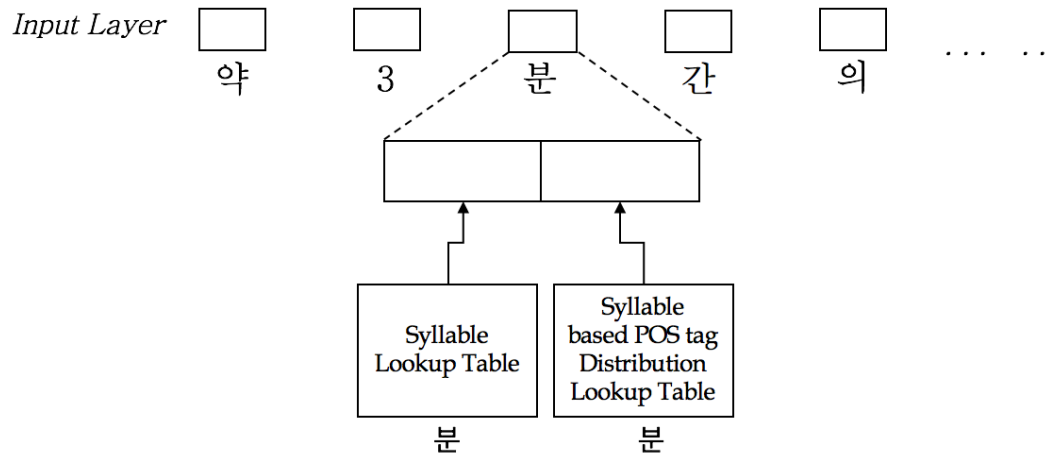 Input Layer
약 3 분 간 의 ... ..
Syllable
Lookup Table
Syllable
based POS tag
Distribution
Lookup Table
분 분